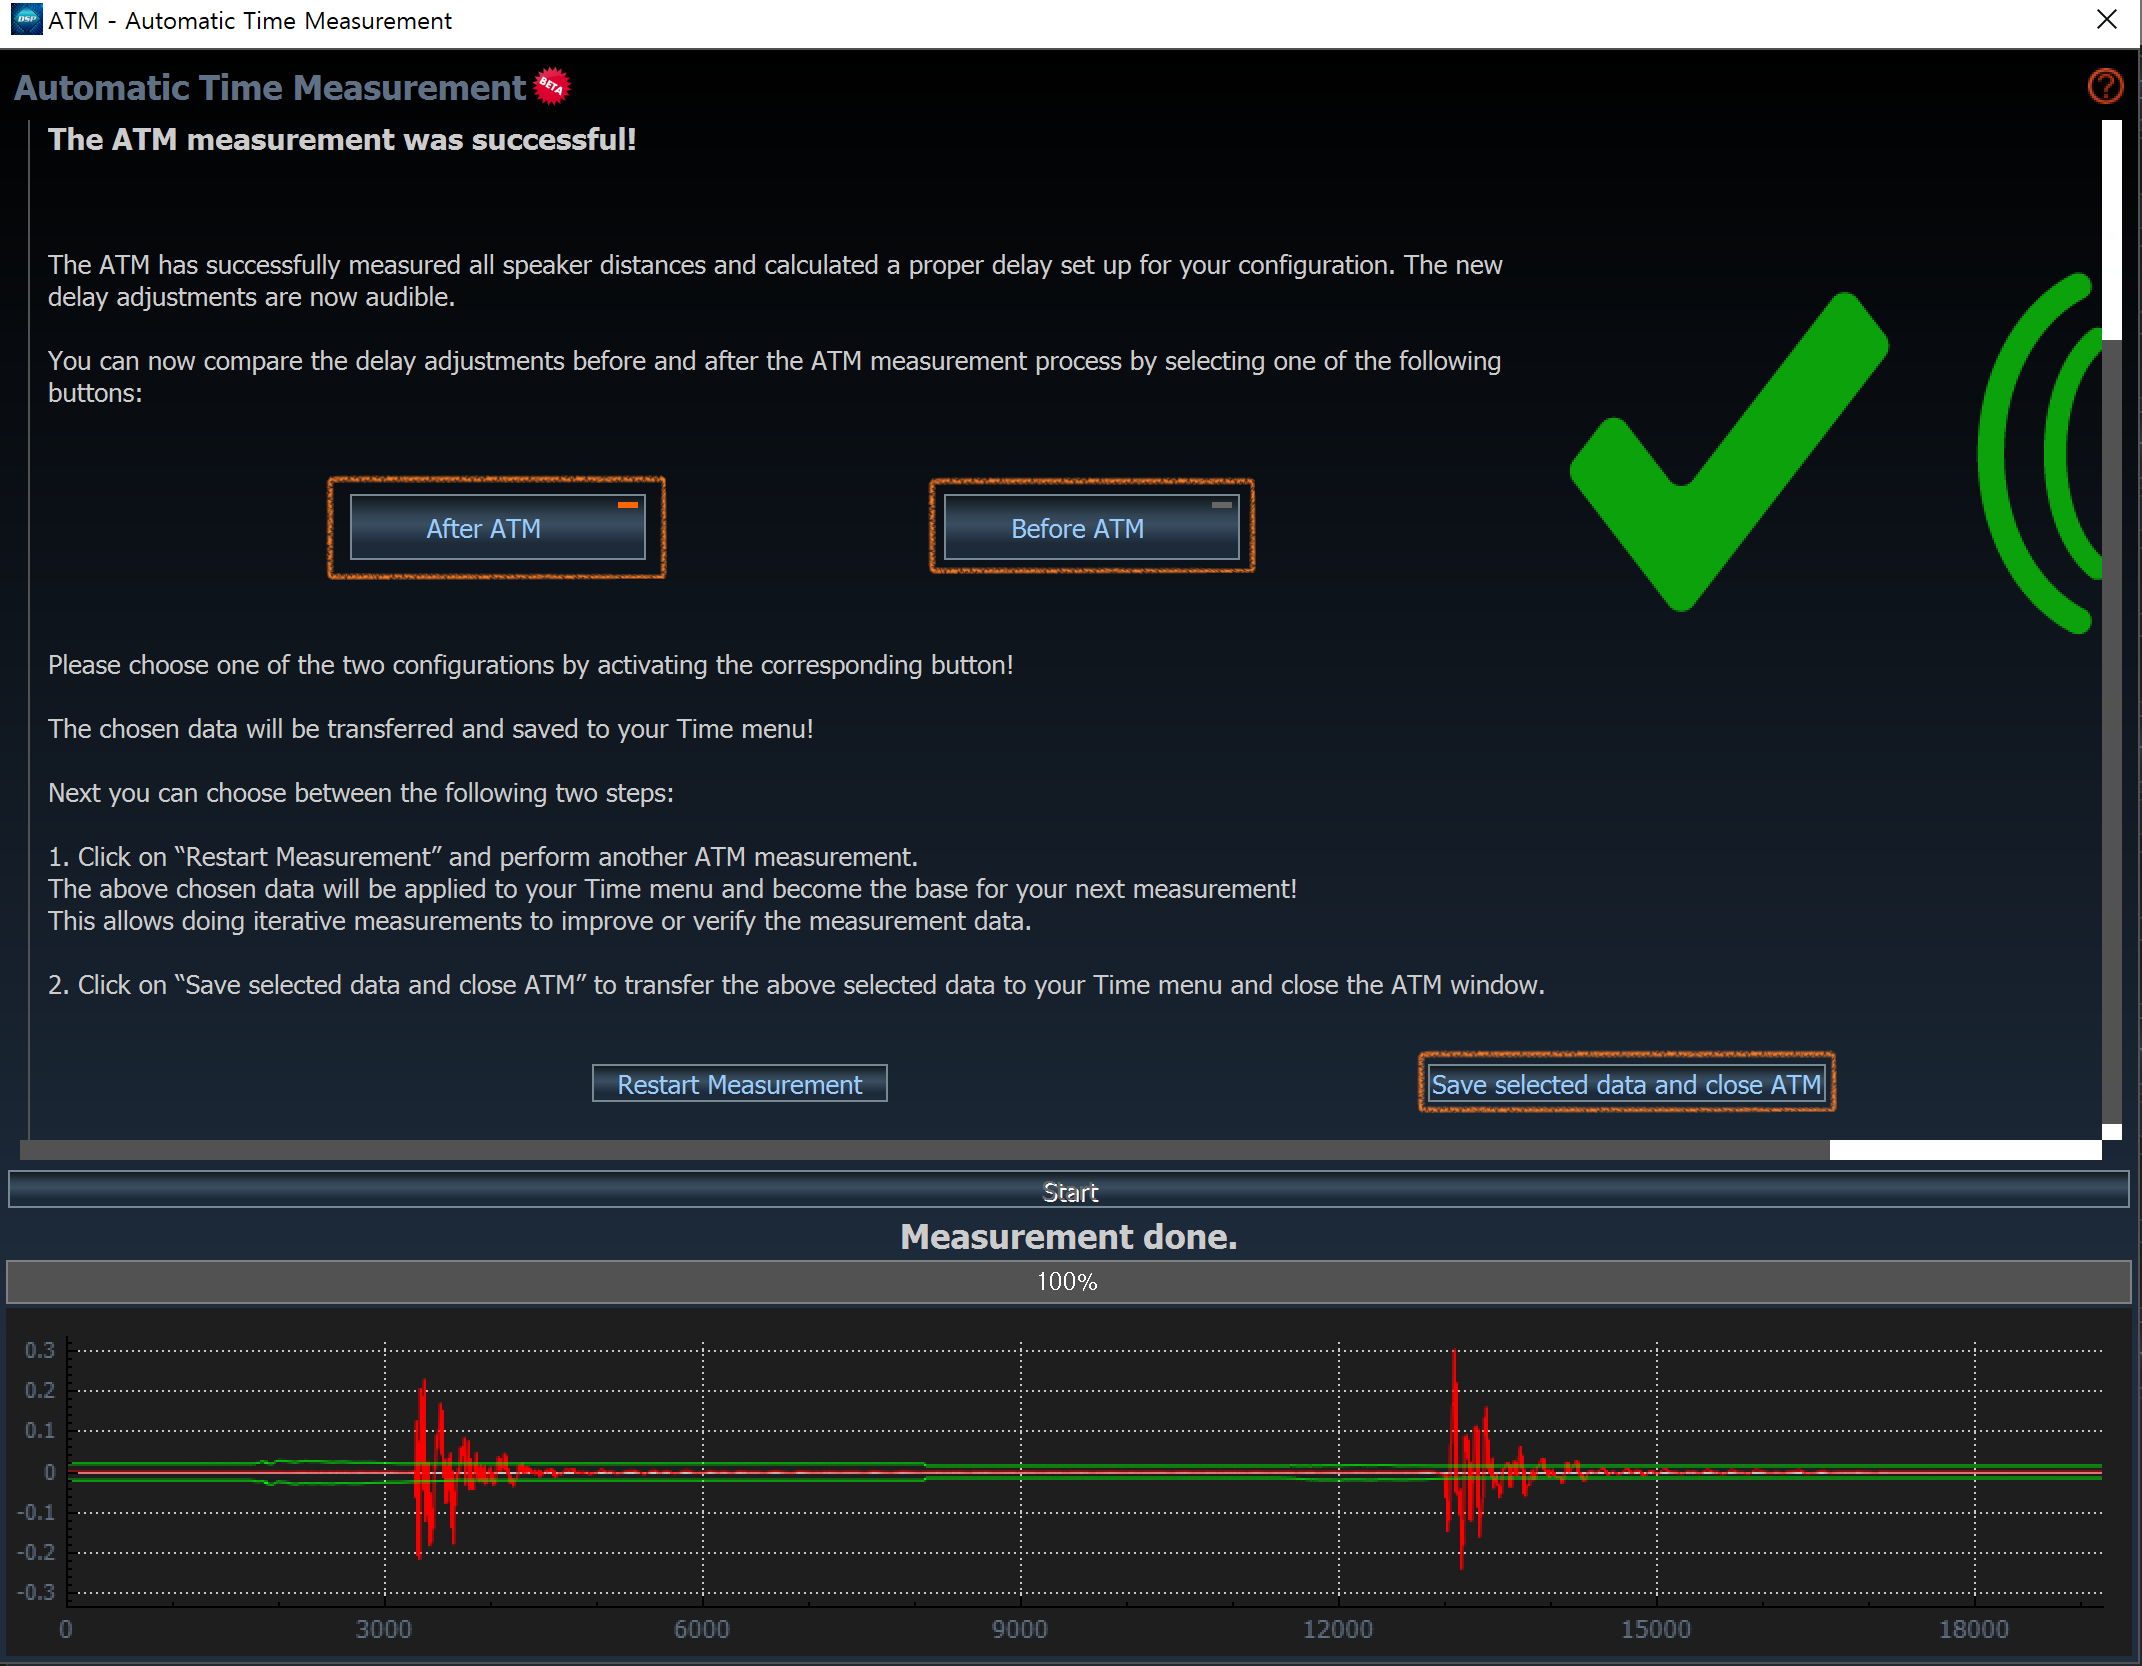 DSP
ATM - Automatic Time Measurement
Automatic Time Measurement
BETA
?
The ATM measurement was successful!
The ATM has successfully measured all speaker distances and calculated a proper delay set up for your configuration. The new
delay adjustments are now audible.
You can now compare the delay adjustments before and after the ATM measurement process by selecting one of the following
buttons:
After ATM
Before ATM
Please choose one of the two configurations by activating the corresponding button!
The chosen data will be transferred and saved to your Time menu!
Next you can choose between the following two steps:
1. Click on “Restart Measurement” and perform another ATM measurement.
The above chosen data will be applied to your Time menu and become the base for your next measurement!
This allows doing iterative measurements to improve or verify the measurement data.
2. Click on “Save selected data and close ATM” to transfer the above selected data to your Time menu and close the ATM window.
Restart Measurement
Save selected data and close ATM
Start
Measurement done.
100%
0.3
0.2
0.1
0
-0.1
-0.2
-0.3
0 3000 6000 9000 12000 15000 18000